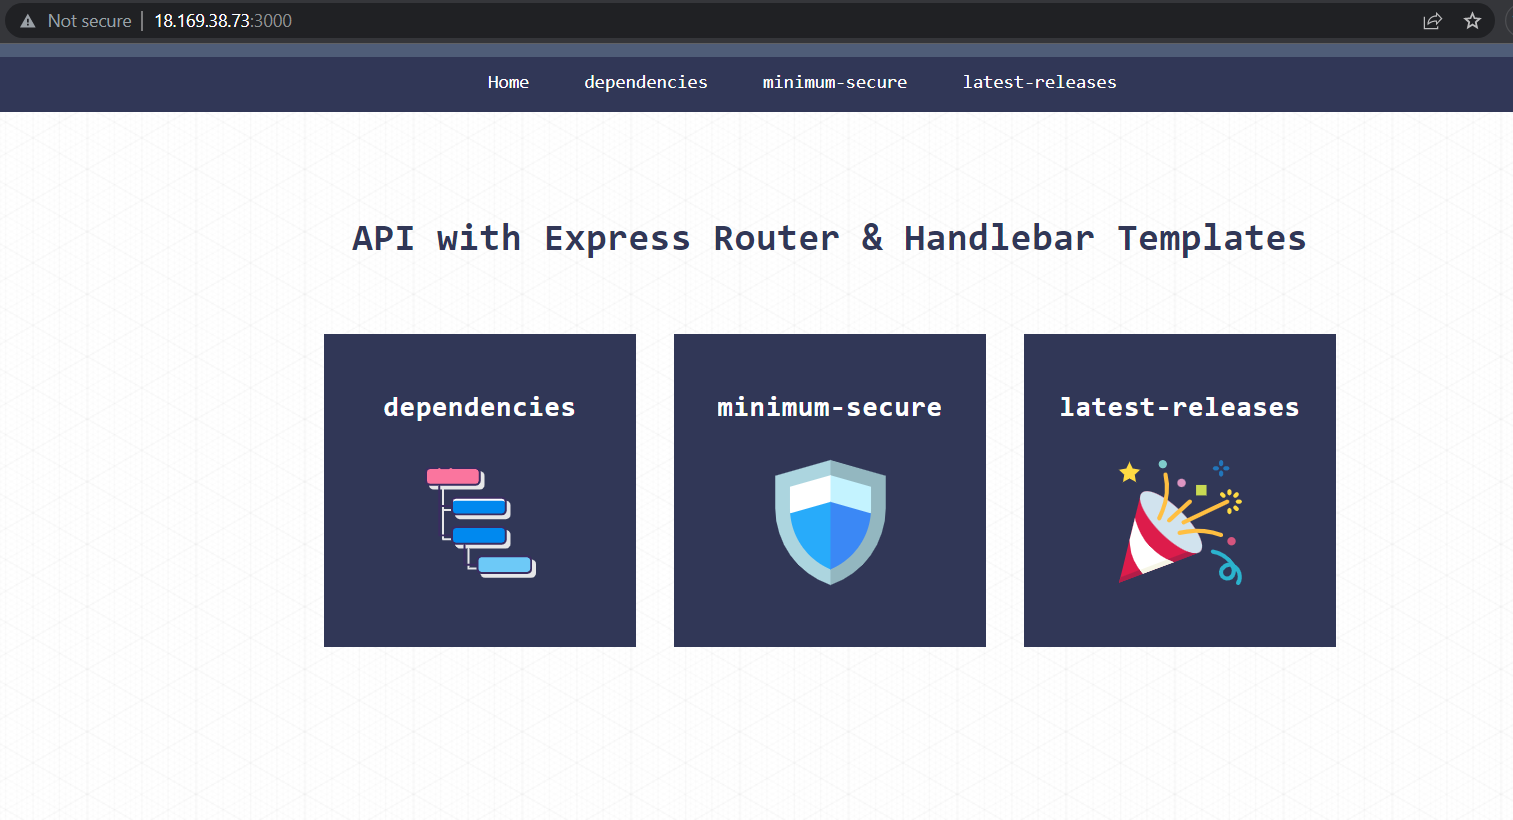 Not secure | 18.169.38.73:3000
Home dependencies minimum-secure latest-releases
API with Express Router & Handlebar Templates
dependencies
minimum-secure
latest-releases